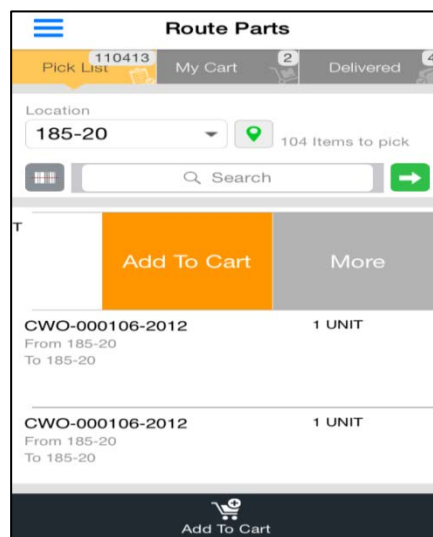 Route Parts
Pick List 110413 My Cart 2 Delivered 4
Location
185-20
104 Items to pick
Search
T Add To Cart More
CWO-000106-2012 1 UNIT
From 185-20
To 185-20
CWO-000106-2012 1 UNIT
From 185-20
To 185-20
Add To Cart